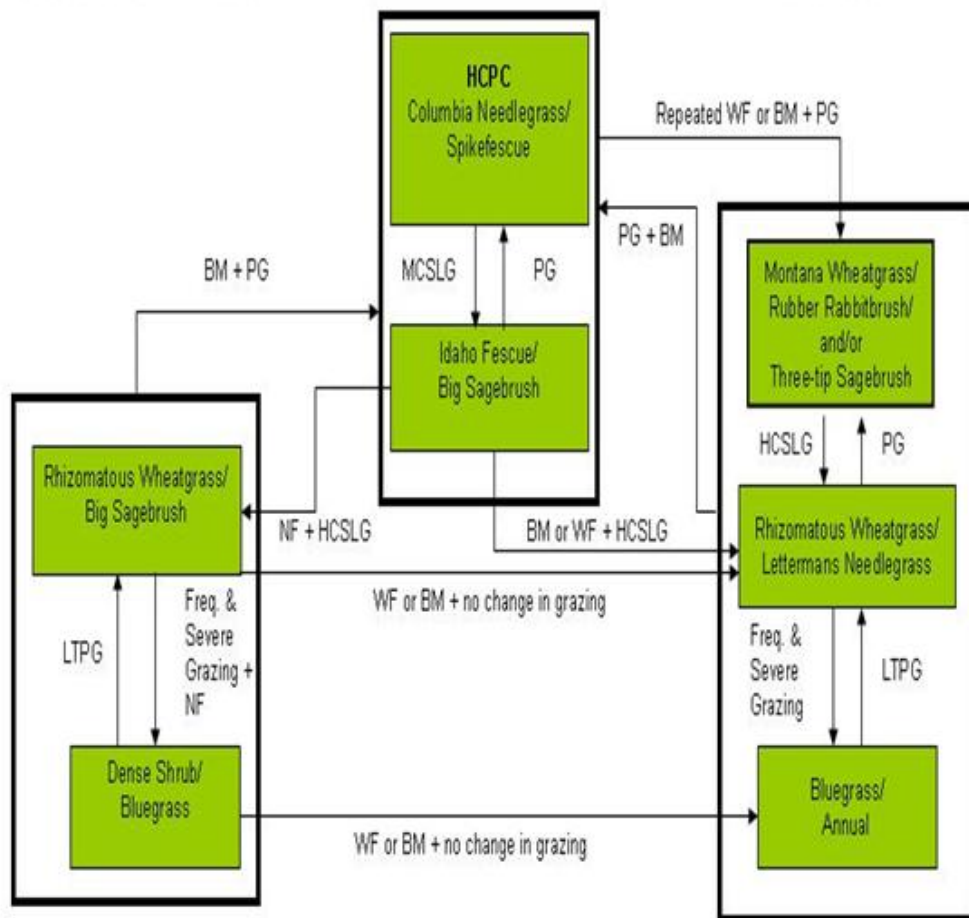 HCPC
Columbia Needlegrass/
Spikefescue
Repeated WF or BM + PG
PG + BM
MCSLG
PG
BM + PG
Montana Wheatgrass/
Rubber Rabbitbrush/
and/or
Three-tip Sagebrush
Idaho Fescue/
Big Sagebrush
HCSLG
PG
Rhizomatous Wheatgrass/
Big Sagebrush
NF + HCSLG
BM or WF + HCSLG
Rhizomatous Wheatgrass/
Lettermans Needlegrass
WF or BM + no change in grazing
LTPG
Freq. &
Severe
Grazing +
NF
Freq. &
Severe
Grazing
LTPG
Dense Shrub/
Bluegrass
Bluegrass/
Annual
WF or BM + no change in grazing